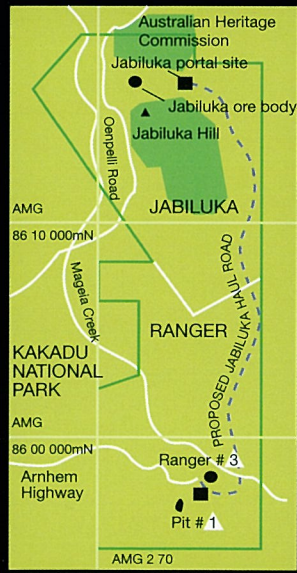 Australian Heritage
Commission
Jabiluka portal site
Jabiluka ore body
Jabiluka Hill
Oenpelli Road
JABILUKA
AMG
86 10 000mN
Mageia Creek
PROPOSED JABILUKA HAUL ROAD
RANGER
KAKADU
NATIONAL
PARK
AMG
86 00 000mN
Ranger # 3
Arnhem
Highway
Pit # 1
AMG 2 70